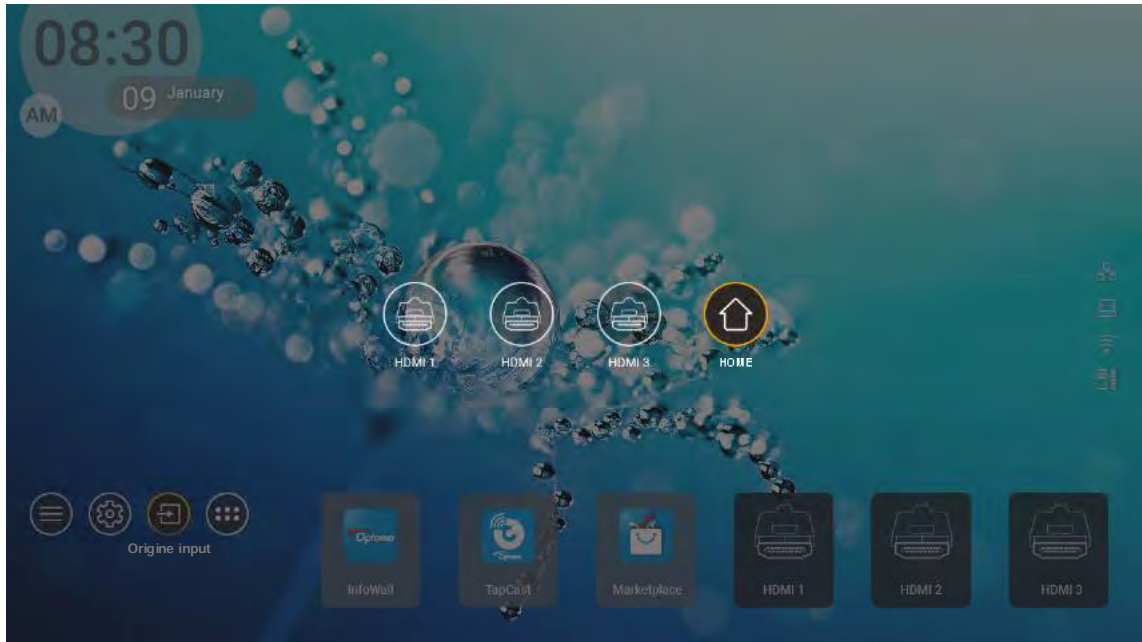 08:30
09 January
AM
HDMI 1 HDMI 2 HDMI 3 HOME
Origine input
Optoma
InfoWall TapCast Marketplace HDMI 1 HDMI 2 HDMI 3